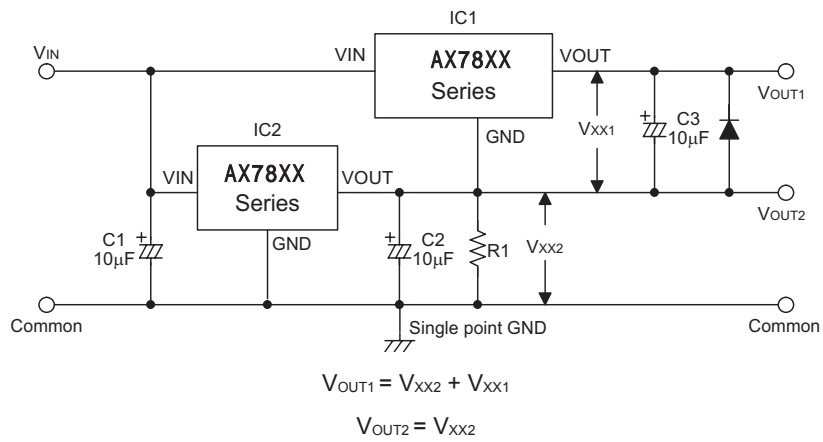 IC1
VIN
VIN
AX78XX
Series
VOUT
VOUT1
GND
VXX1
C3
10μF
IC2
VIN
AX78XX
Series
VOUT
GND
VOUT2
C1
10μF
C2
10μF
R1
VXX2
Common
Single point GND
Common
VOUT1 = VXX2 + VXX1
VOUT2 = VXX2